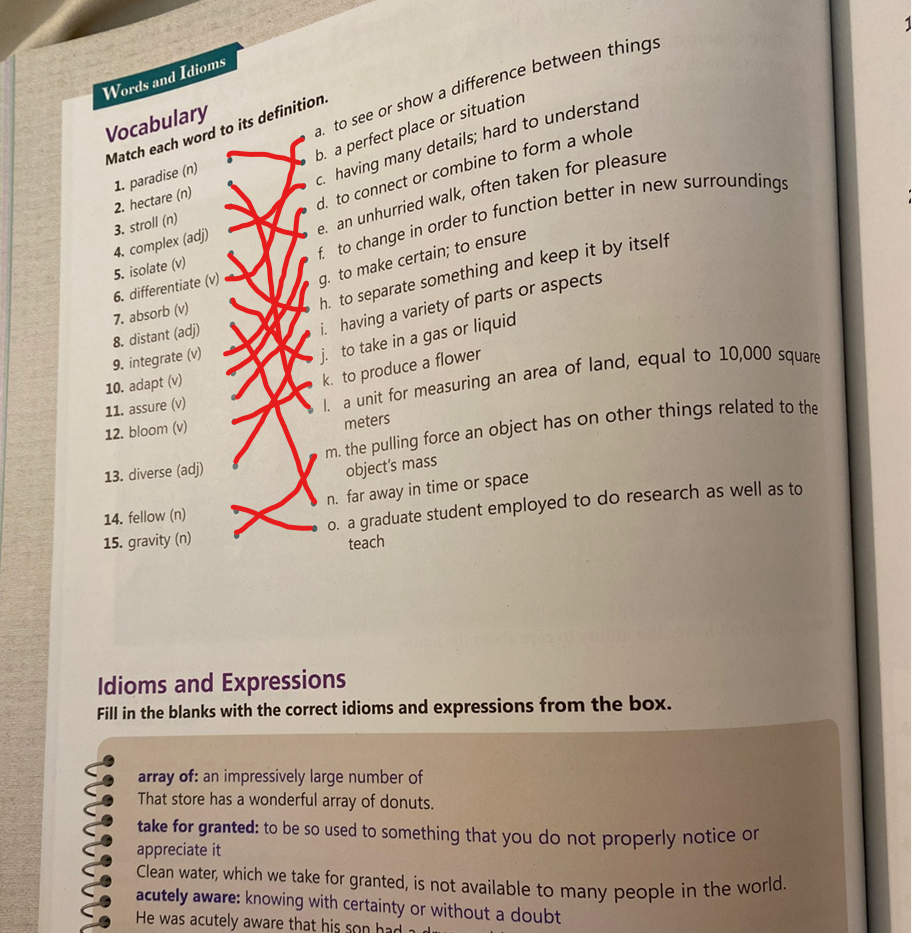 Words and Idioms
Vocabulary
Match each word to its definition.
1. paradise (n)
2. hectare (n)
3. stroll (n)
4. complex (adj)
5. isolate (v)
6. differentiate (v)
7. absorb (v)
8. distant (adj)
9. integrate (v)
10. adapt (v)
11. assure (v)
12. bloom (v)
13. diverse (adj)
14. fellow (n)
15. gravity (n)
a. to see or show a difference between things
b. a perfect place or situation
c. having many details; hard to understand
d. to connect or combine to form a whole
e. an unhurried walk, often taken for pleasure
f. to change in order to function better in new surroundings
g. to make certain; to ensure
h. to separate something and keep it by itself
i. having a variety of parts or aspects
j. to take in a gas or liquid
k. to produce a flower
l. a unit for measuring an area of land, equal to 10,000 square
meters
m. the pulling force an object has on other things related to the
object's mass
n. far away in time or space
o. a graduate student employed to do research as well as to
teach
Idioms and Expressions
Fill in the blanks with the correct idioms and expressions from the box.
array of: an impressively large number of
That store has a wonderful array of donuts.
take for granted: to be so used to something that you do not properly notice or
appreciate it
Clean water, which we take for granted, is not available to many people in the world.
acutely aware: knowing with certainty or without a doubt
He was acutely aware that his son had a